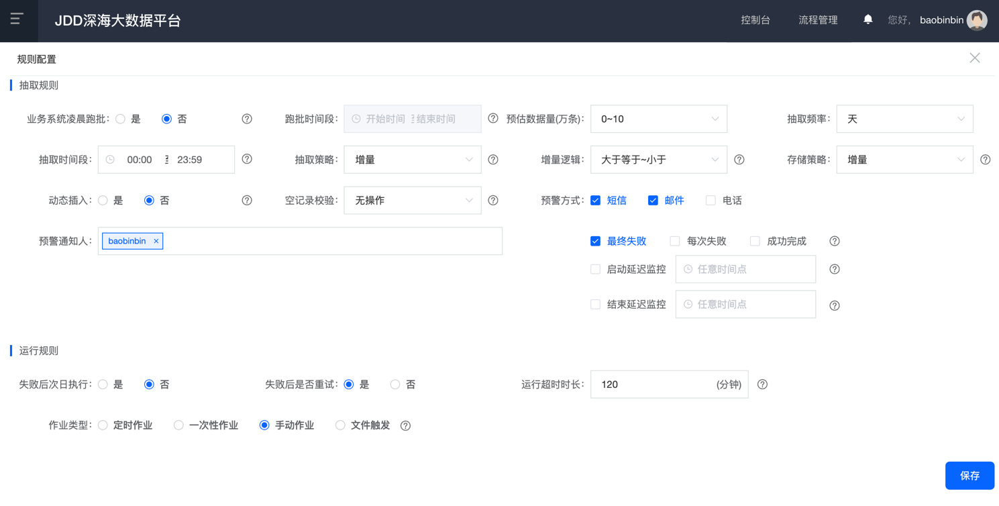 JDD深海大数据平台 控制台 流程管理 您好, baobinbin
规则配置
抽取规则
业务系统凌晨跑批: 是 否 跑批时间段: 开始时间 至 结束时间 预估数据量(万条): 0~10 抽取频率: 天
抽取时间段: 00:00 至 23:59 抽取策略: 增量 增量逻辑: 大于等于~小于 存储策略: 增量
动态插入: 是 否 空记录校验: 无操作 预警方式: 短信 邮件 电话
预警通知人: baobinbin × 最终失败 每次失败 成功完成
启动延迟监控 任意时间点
结束延迟监控 任意时间点
运行规则
失败后次日执行: 是 否 失败后是否重试: 是 否 运行超时时长: 120 (分钟)
作业类型: 定时作业 一次性作业 手动作业 文件触发
保存